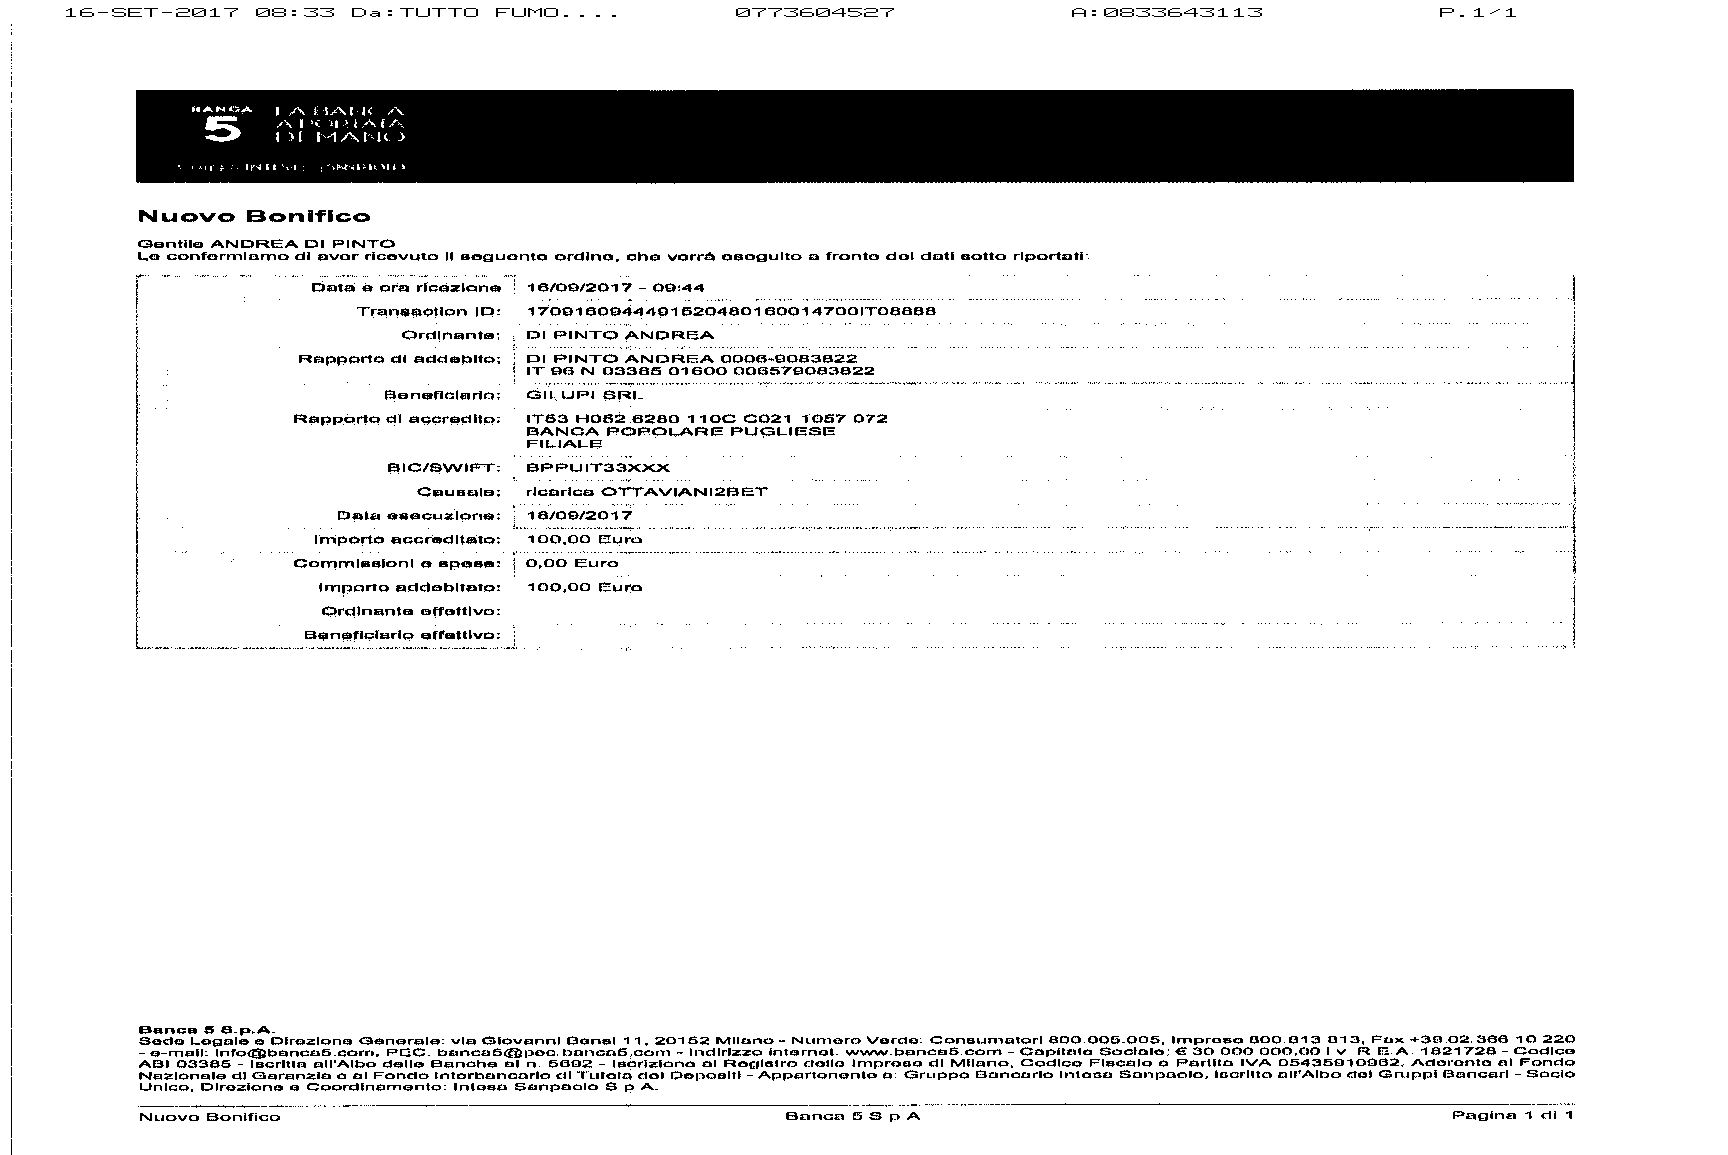 16-SET-2017 08:33 Da:TUTTO FUMO.... 0773604527 A:0833643113 P.1/1
BANCA 5 LA BANCA
A PORTATA
DI MANO
Nuovo Bonifico
Gentile ANDREA DI PINTO
Le confermiamo di aver ricevuto il seguente ordine, che verrà eseguito a fronte dei dati sotto riportati:
Data e ora ricezione 16/09/2017 - 09:44
Transaction ID: 
Ordinante: DI PINTO ANDREA
Rapporto di addebito: DI PINTO ANDREA 0006-9083822
IT 96 N 03385 01600 006579083822
Beneficiario: GILUPI SRL
Rapporto di accredito: IT53 H052 6280 110C C021 1057 072
BANCA POPOLARE PUGLIESE
FILIALE
BIC/SWIFT: BPPUIT33XXX
Causale: ricarica OTTAVIANI2BET
Data esecuzione: 18/09/2017
Importo accreditato: 100,00 Euro
Commissioni e spese: 0,00 Euro
Importo addebitato: 100,00 Euro
Ordinante effettivo:
Beneficiario effettivo:
Banca 5 S.p.A.
Sede Legale e Direzione Generale: via Giovanni Bensi 11, 20152 Milano - Numero Verde: Consumatori 800.005.005, Imprese 800.813 813, Fax +39.02.366 10 220
- e-mail: info@banca5.com, PEC. banca5@pec.banca5.com - Indirizzo internet. www.banca5.com - Capitale Sociale: € 30 000 000,00 i v R E.A. 1821728 - Codice
ABI 03385 - Iscritta all'Albo delle Banche al n. 5692 - Iscrizione al Registro delle Imprese di Milano, Codice Fiscale e Partita IVA 05435910962, Aderente al Fondo
Nazionale di Garanzia e al Fondo Interbancario di Tutela dei Depositi - Appartenente a: Gruppo Bancario Intesa Sanpaolo, iscritto all'Albo dei Gruppi Bancari - Socio
Unico, Direzione e Coordinamento: Intesa Sanpaolo S p A.
Nuovo Bonifico Banca 5 S p A Pagina 1 di 1